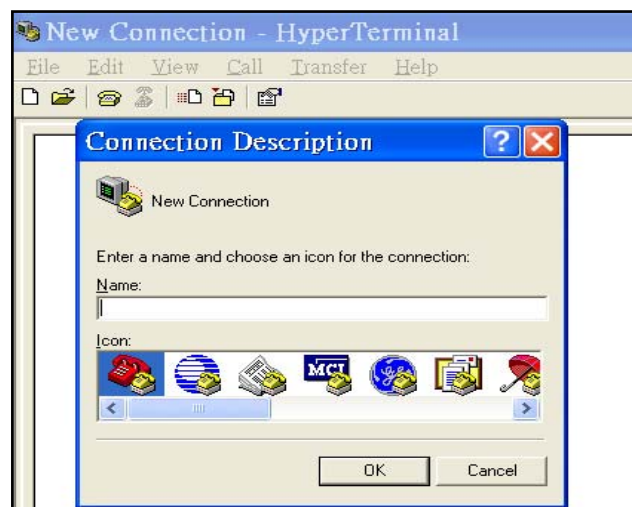 New Connection - HyperTerminal
File Edit View Call Transfer Help
Connection Description
New Connection
Enter a name and choose an icon for the connection:
Name:
Icon:
MCI
OK Cancel